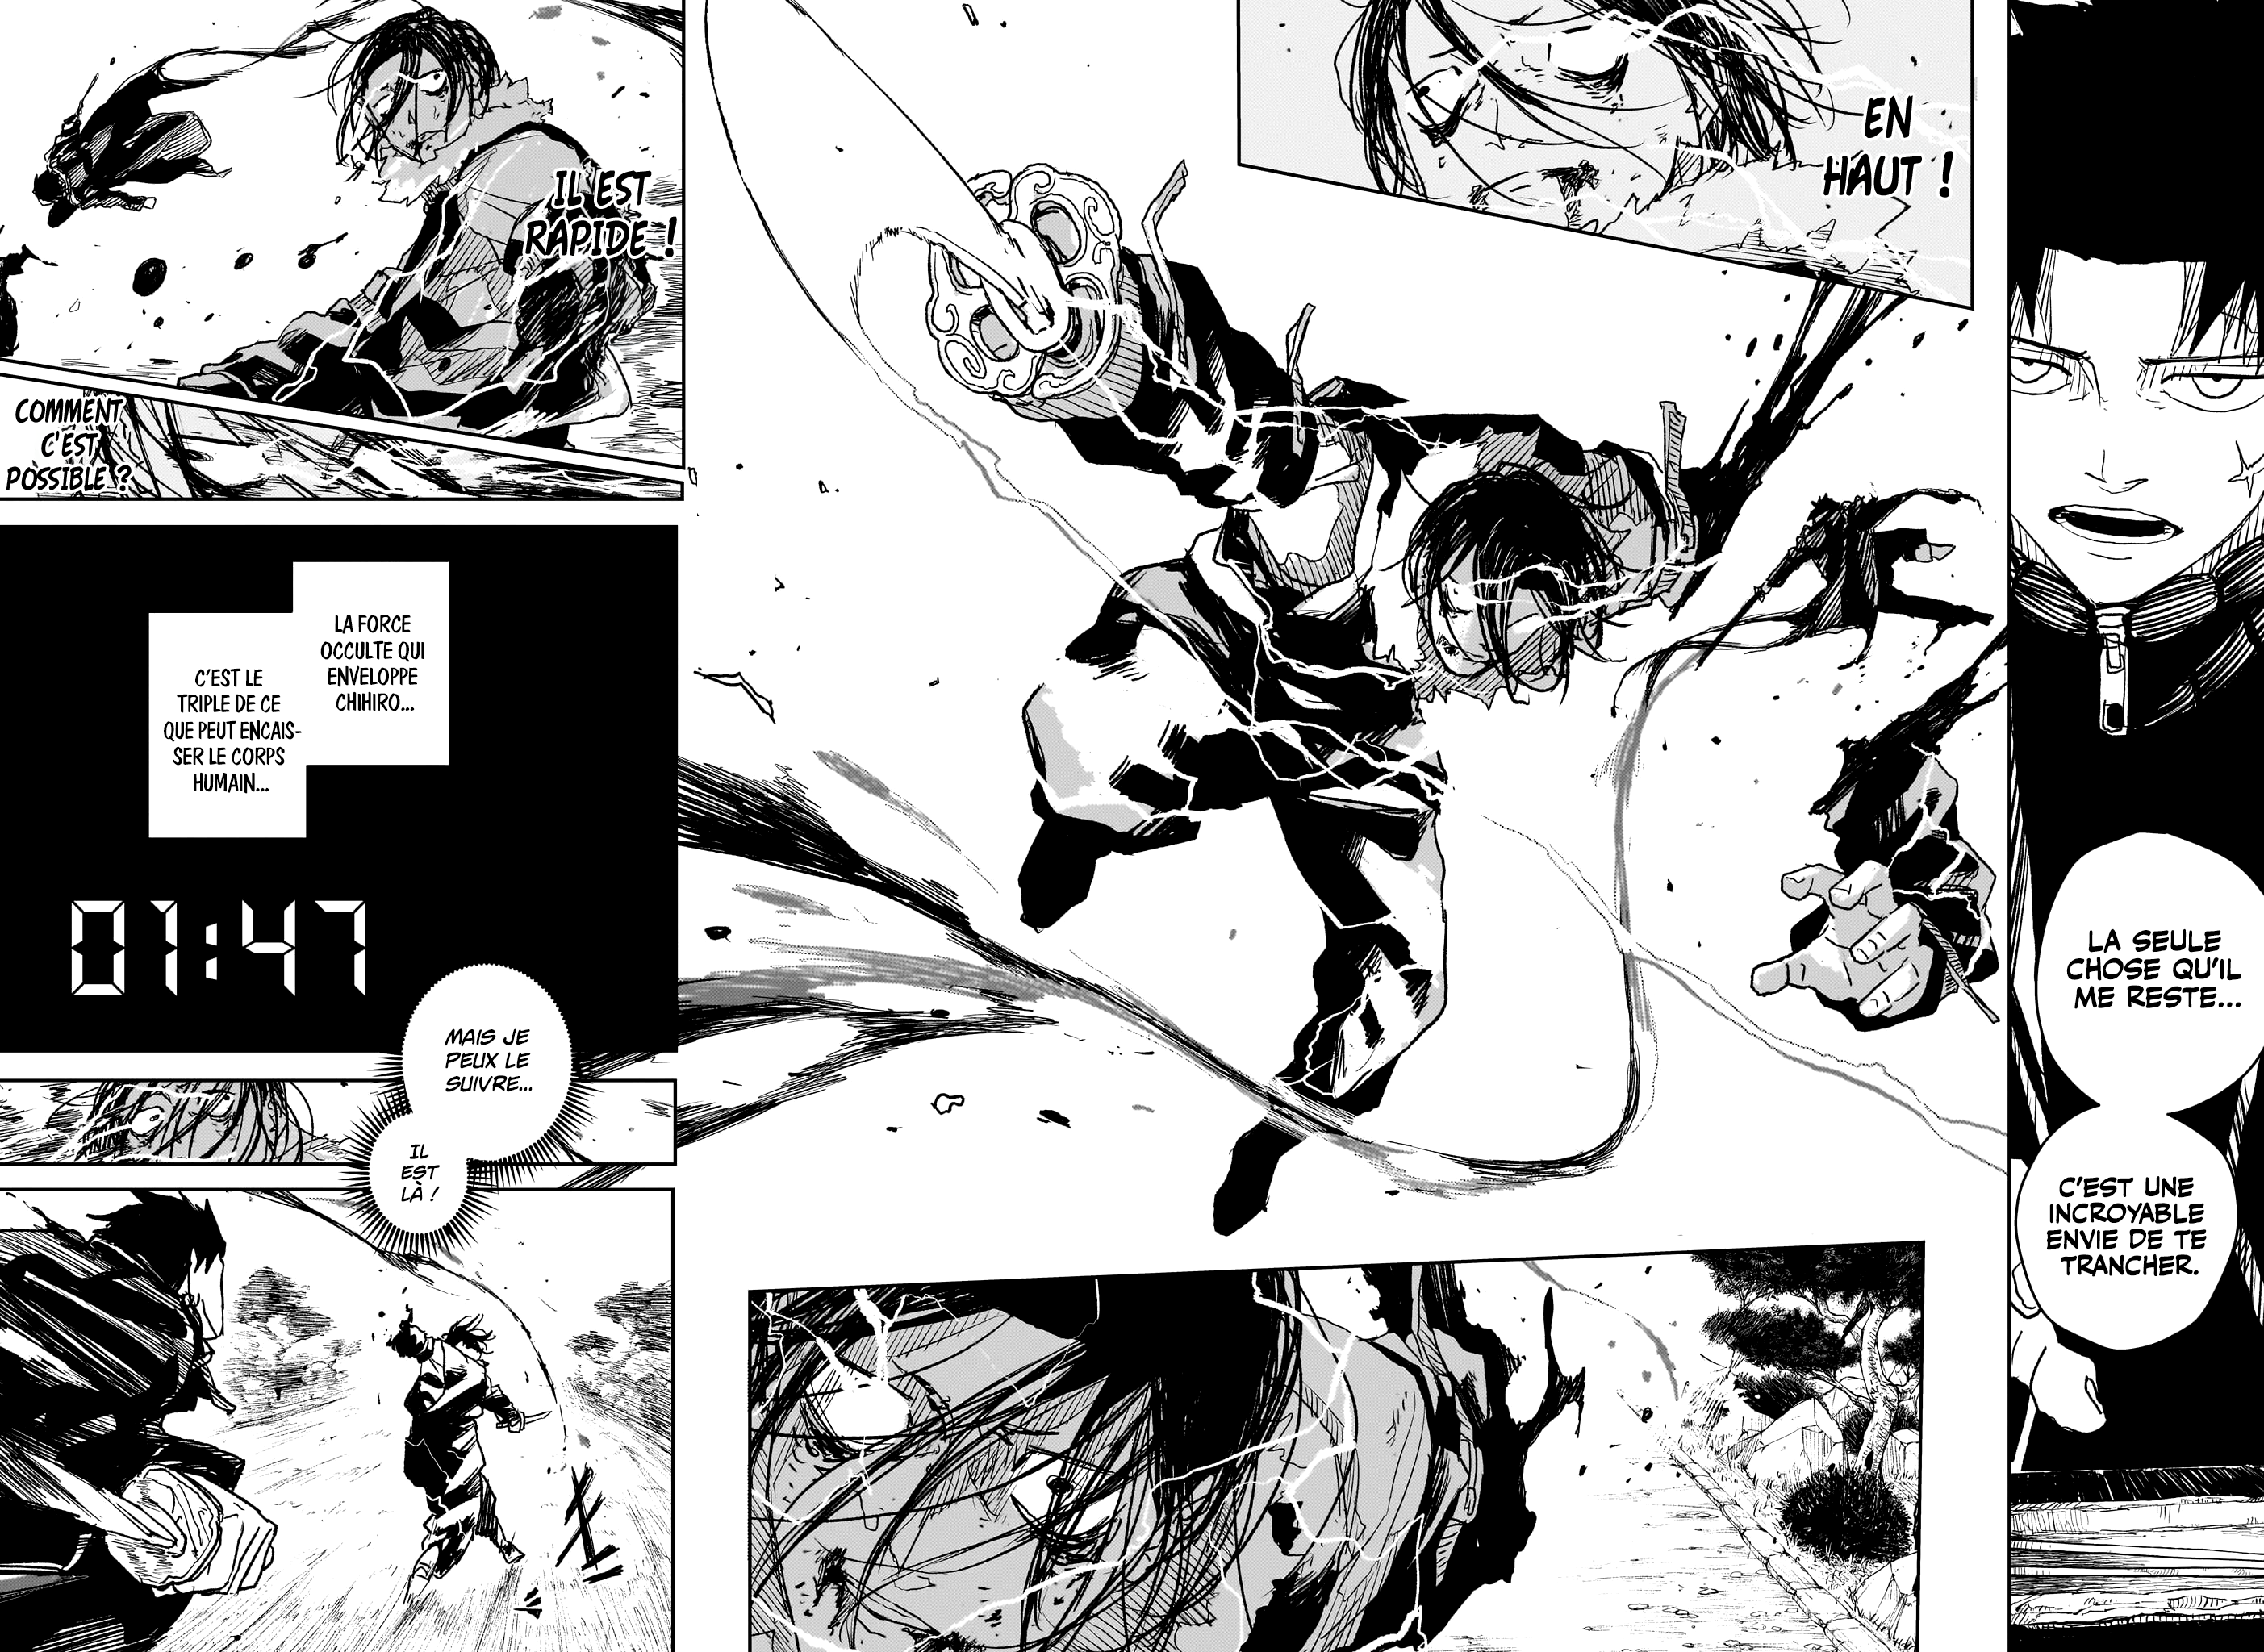 LA SEULE
CHOSE QU'IL
ME RESTE...
C'EST UNE
INCROYABLE
ENVIE DE TE
TRANCHER.
EN
HAUT !
IL EST
RAPIDE !
COMMENT
C'EST
POSSIBLE ?
LA FORCE
OCCULTE QUI
ENVELOPPE
CHIHIRO...
C'EST LE
TRIPLE DE CE
QUE PEUT ENCAIS-
SER LE CORPS
HUMAIN...
01:47
MAIS JE
PEUX LE
SUIVRE...
IL
EST
LÀ !